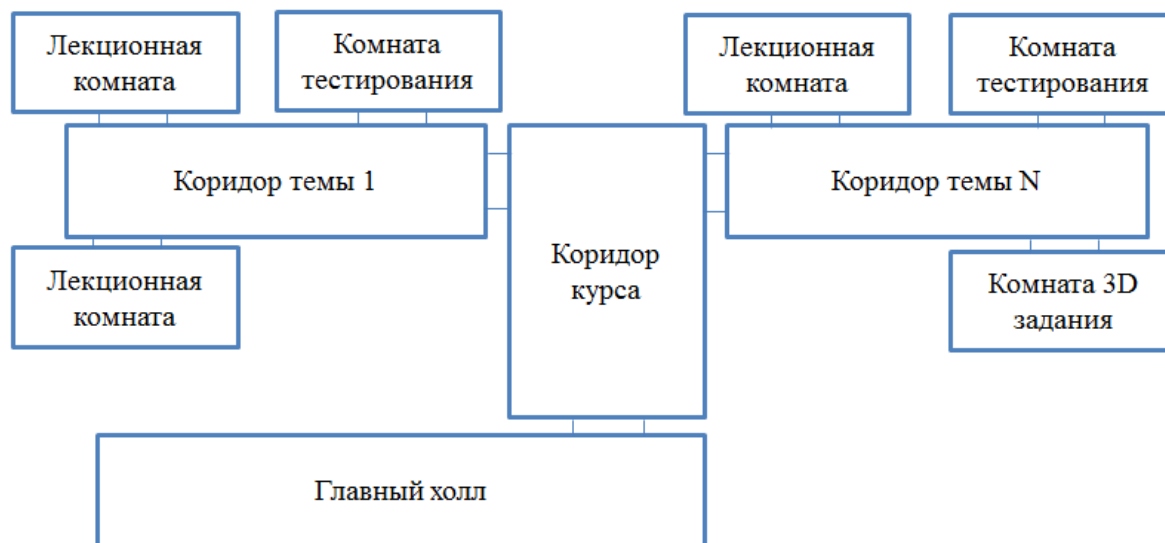 Лекционная
комната
Комната
тестирования
Лекционная
комната
Комната
тестирования
Коридор темы 1
Коридор темы N
Коридор
курса
Лекционная
комната
Комната 3D
задания
Главный холл